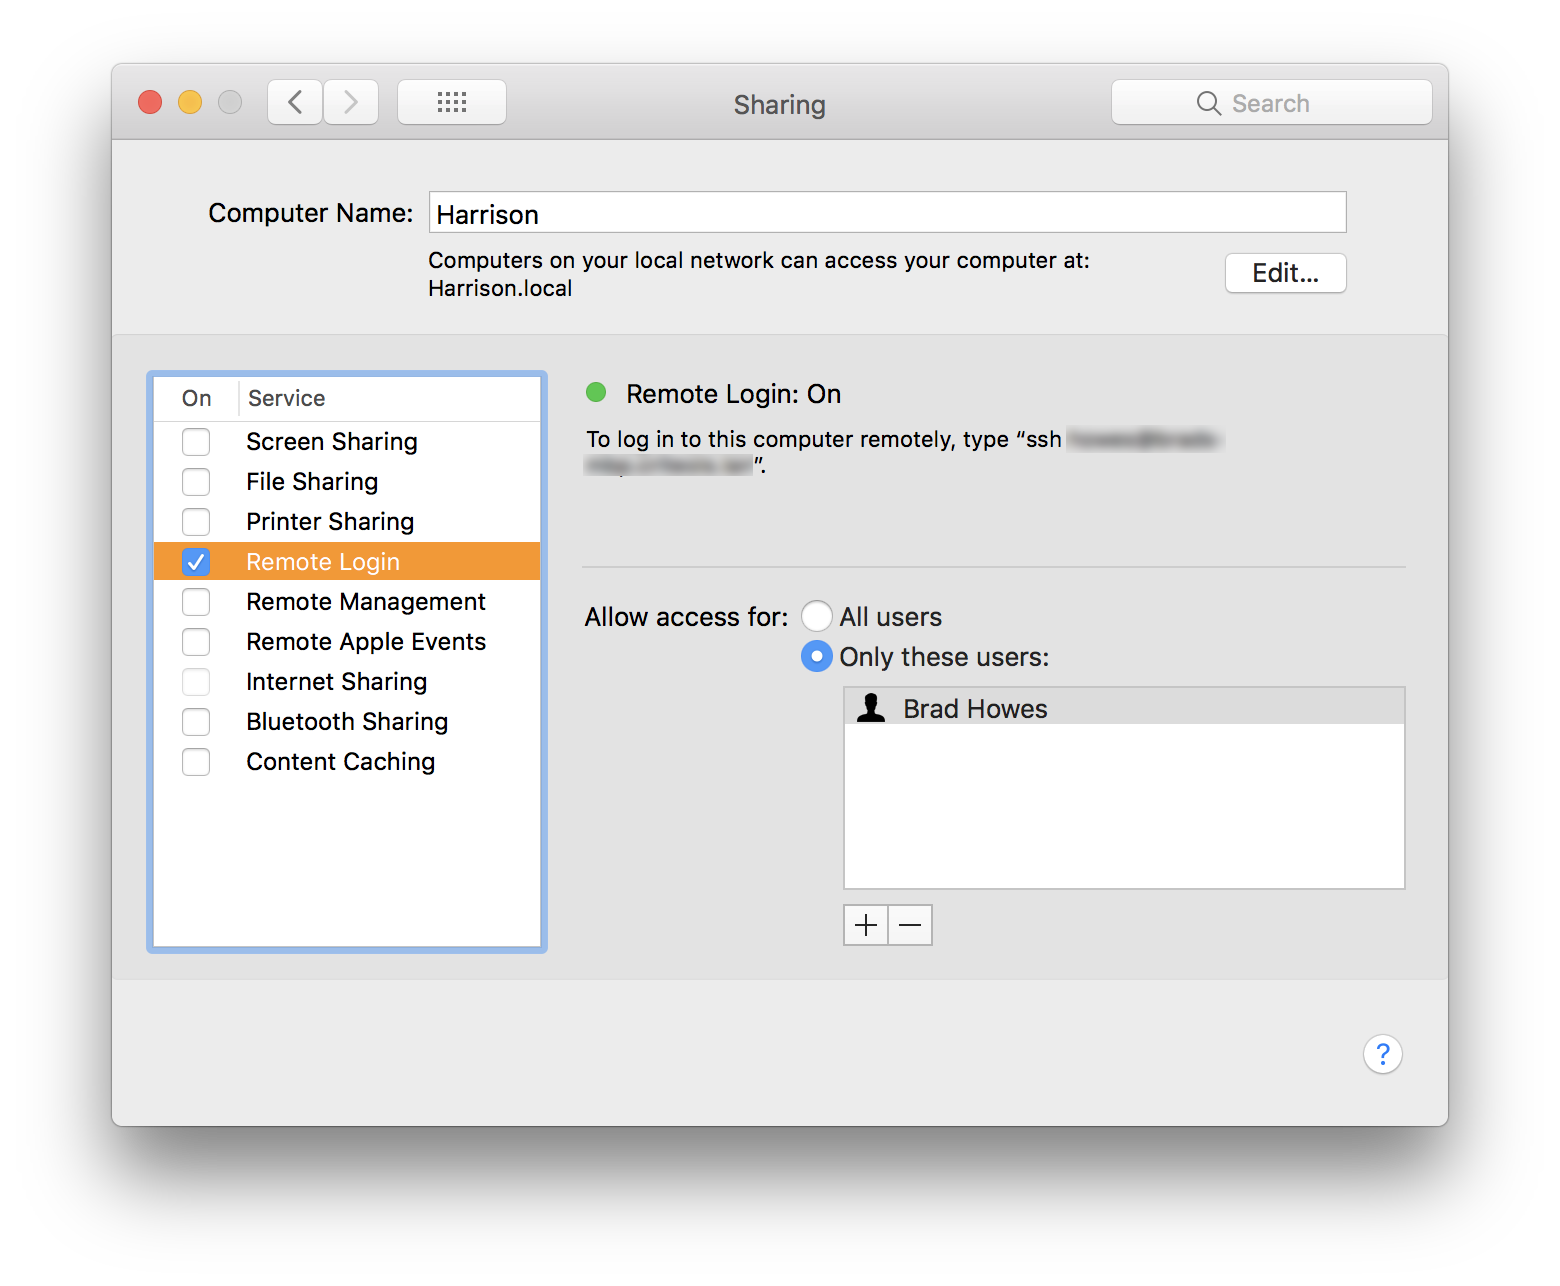 Sharing
Search
Computer Name:
Harrison
Computers on your local network can access your computer at:
Harrison.local
Edit...
On
Service
Screen Sharing
File Sharing
Printer Sharing
Remote Login
Remote Management
Remote Apple Events
Internet Sharing
Bluetooth Sharing
Content Caching
Remote Login: On
To log in to this computer remotely, type “ssh
”.
Allow access for:
All users
Only these users:
Brad Howes
?